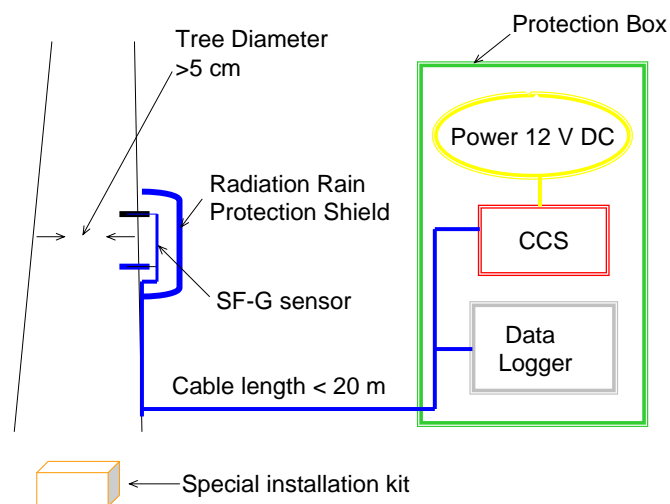 Protection Box
Tree Diameter
>5 cm
Power 12 V DC
Radiation Rain
Protection Shield
CCS
SF-G sensor
Data
Logger
Cable length < 20 m
Special installation kit